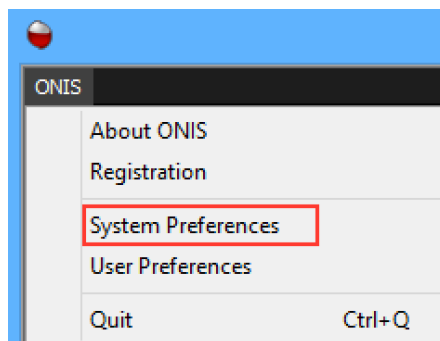 ONIS
About ONIS
Registration
System Preferences
User Preferences
Quit Ctrl+Q